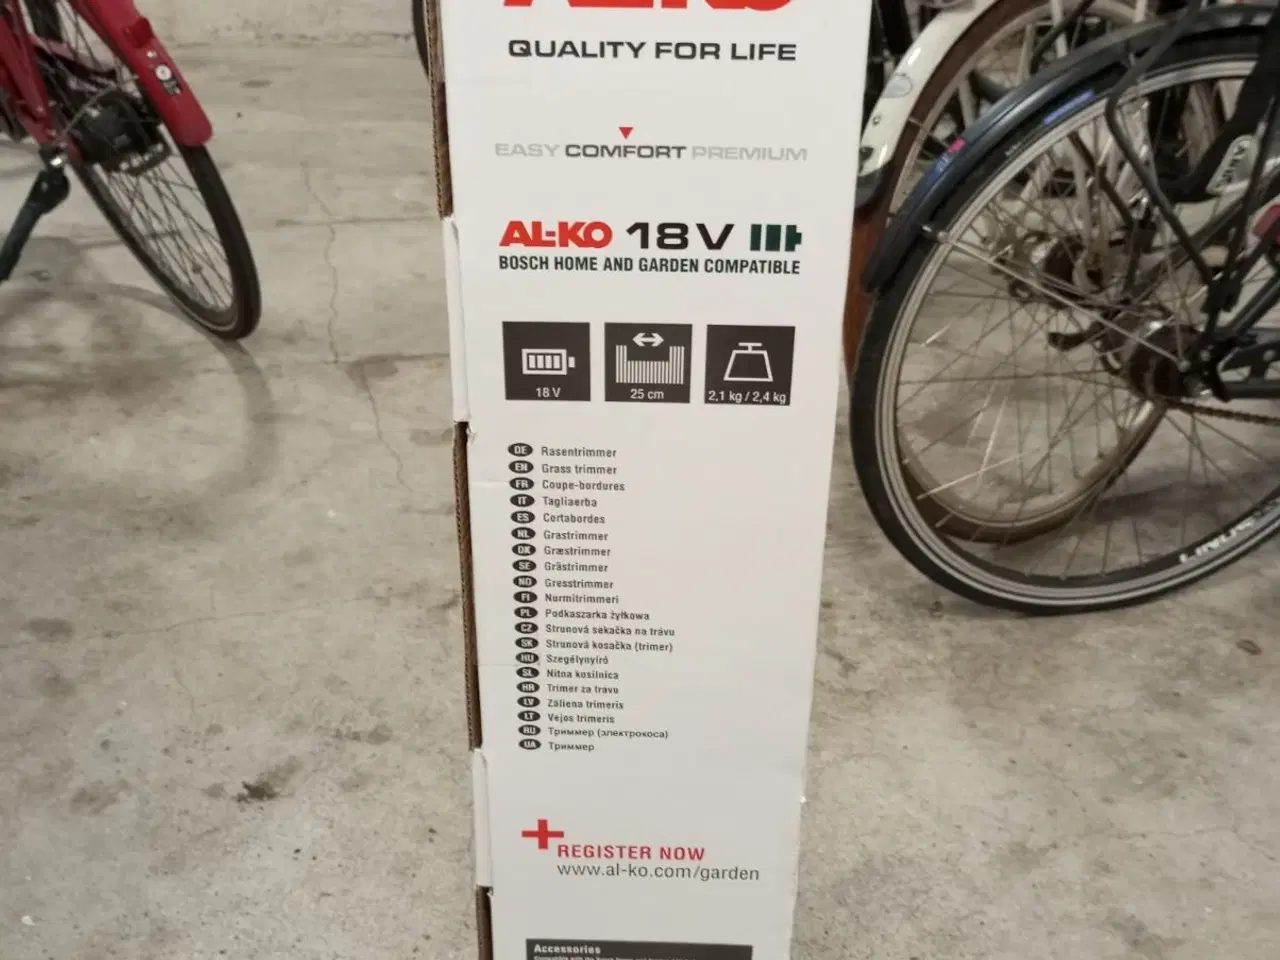 AL-KO
QUALITY FOR LIFE
EASY COMFORT PREMIUM
AL-KO 18V
BOSCH HOME AND GARDEN COMPATIBLE
18 V
25 cm
2,1 kg / 2,4 kg
DE Rasentrimmer
EN Grass trimmer
FR Coupe-bordures
IT Tagliaerba
ES Cortabordes
NL Grastrimmer
DK Græstrimmer
SE Grästrimmer
NO Gresstrimmer
FI Nurmitrimmeri
PL Podkaszarka żyłkowa
CZ Strunová sekačka na trávu
SK Strunová kosačka (trimer)
HU Szegélynyíró
SL Nitna kosilnica
HR Trimer za travu
LV Zāliena trimeris
LT Vejos trimeris
RU Триммер (электрокоса)
UA Триммер
REGISTER NOW
www.al-ko.com/garden
Accessories